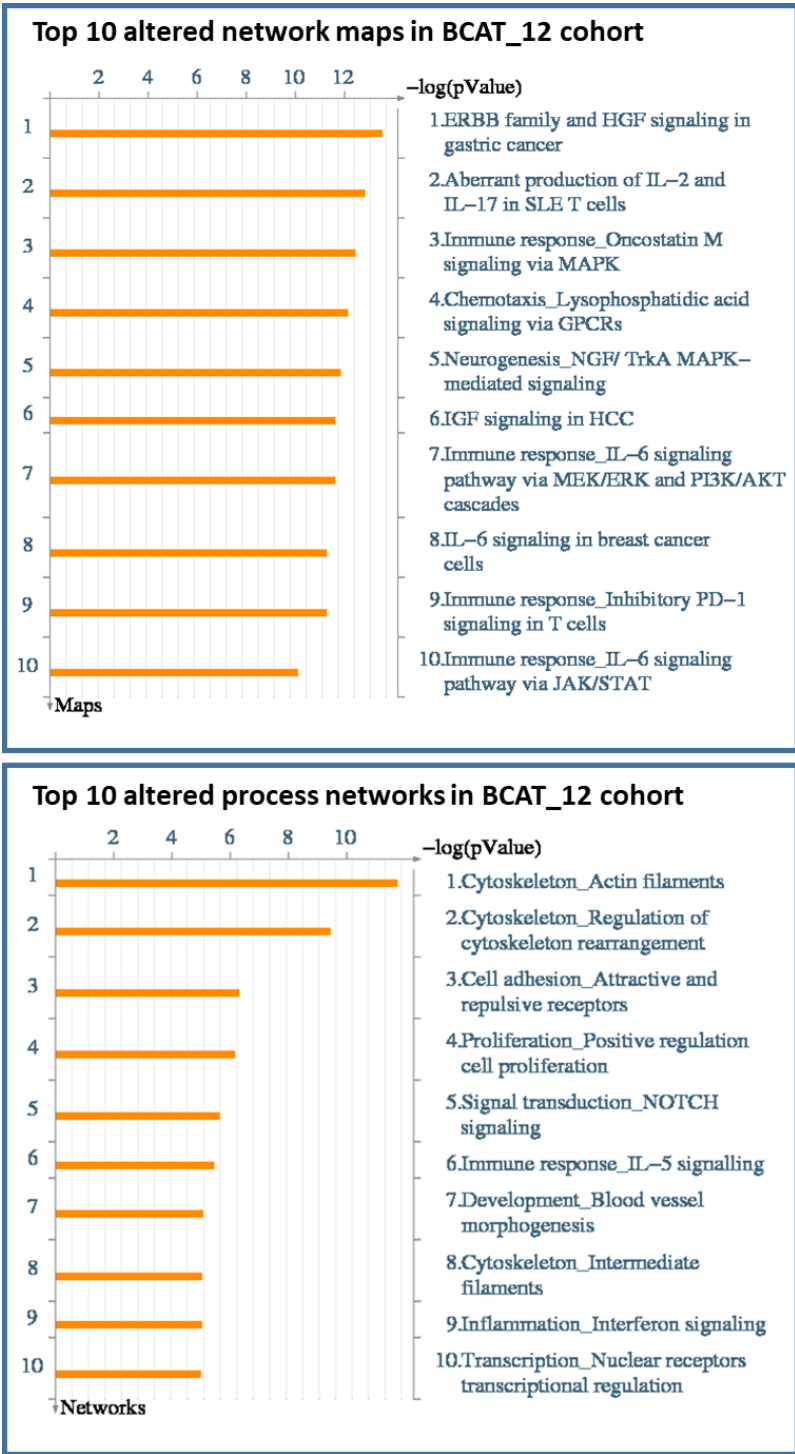 Top 10 altered network maps in BCAT_12 cohort
2 4 6 8 10 12
−log(pValue)
1 1.ERBB family and HGF signaling in
gastric cancer
2 2.Aberrant production of IL−2 and
IL−17 in SLE T cells
3 3.Immune response_Oncostatin M
signaling via MAPK
4 4.Chemotaxis_Lysophosphatidic acid
signaling via GPCRs
5 5.Neurogenesis_NGF/ TrkA MAPK−
mediated signaling
6 6.IGF signaling in HCC
7 7.Immune response_IL−6 signaling
pathway via MEK/ERK and PI3K/AKT
cascades
8 8.IL−6 signaling in breast cancer
cells
9 9.Immune response_Inhibitory PD−1
signaling in T cells
10 10.Immune response_IL−6 signaling
pathway via JAK/STAT
Maps
Top 10 altered process networks in BCAT_12 cohort
2 4 6 8 10
−log(pValue)
1 1.Cytoskeleton_Actin filaments
2 2.Cytoskeleton_Regulation of
cytoskeleton rearrangement
3 3.Cell adhesion_Attractive and
repulsive receptors
4 4.Proliferation_Positive regulation
cell proliferation
5 5.Signal transduction_NOTCH
signaling
6 6.Immune response_IL−5 signalling
7 7.Development_Blood vessel
morphogenesis
8 8.Cytoskeleton_Intermediate
filaments
9 9.Inflammation_Interferon signaling
10 10.Transcription_Nuclear receptors
transcriptional regulation
Networks